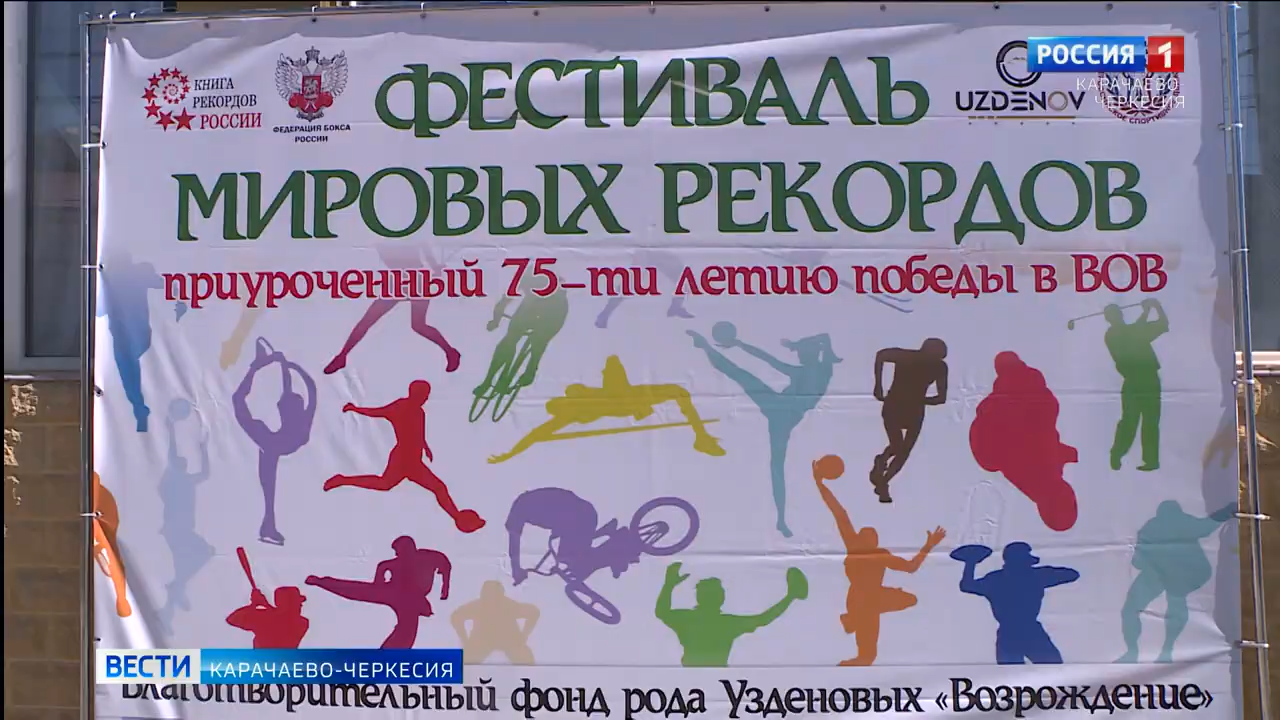 КНИГА
РЕКОРДОВ
РОССИИ
ФЕДЕРАЦИЯ БОКСА
РОССИИ
ФЕСТИВАЛЬ
UZDENOV
РОССИЯ 1
КАРАЧАЕВО
ЧЕРКЕСИЯ
МИРОВЫХ РЕКОРДОВ
приуроченный 75-ти летию победы в ВОВ
ВЕСТИ КАРАЧАЕВО-ЧЕРКЕСИЯ
Благотворительный фонд рода Узденовых «Возрождение»